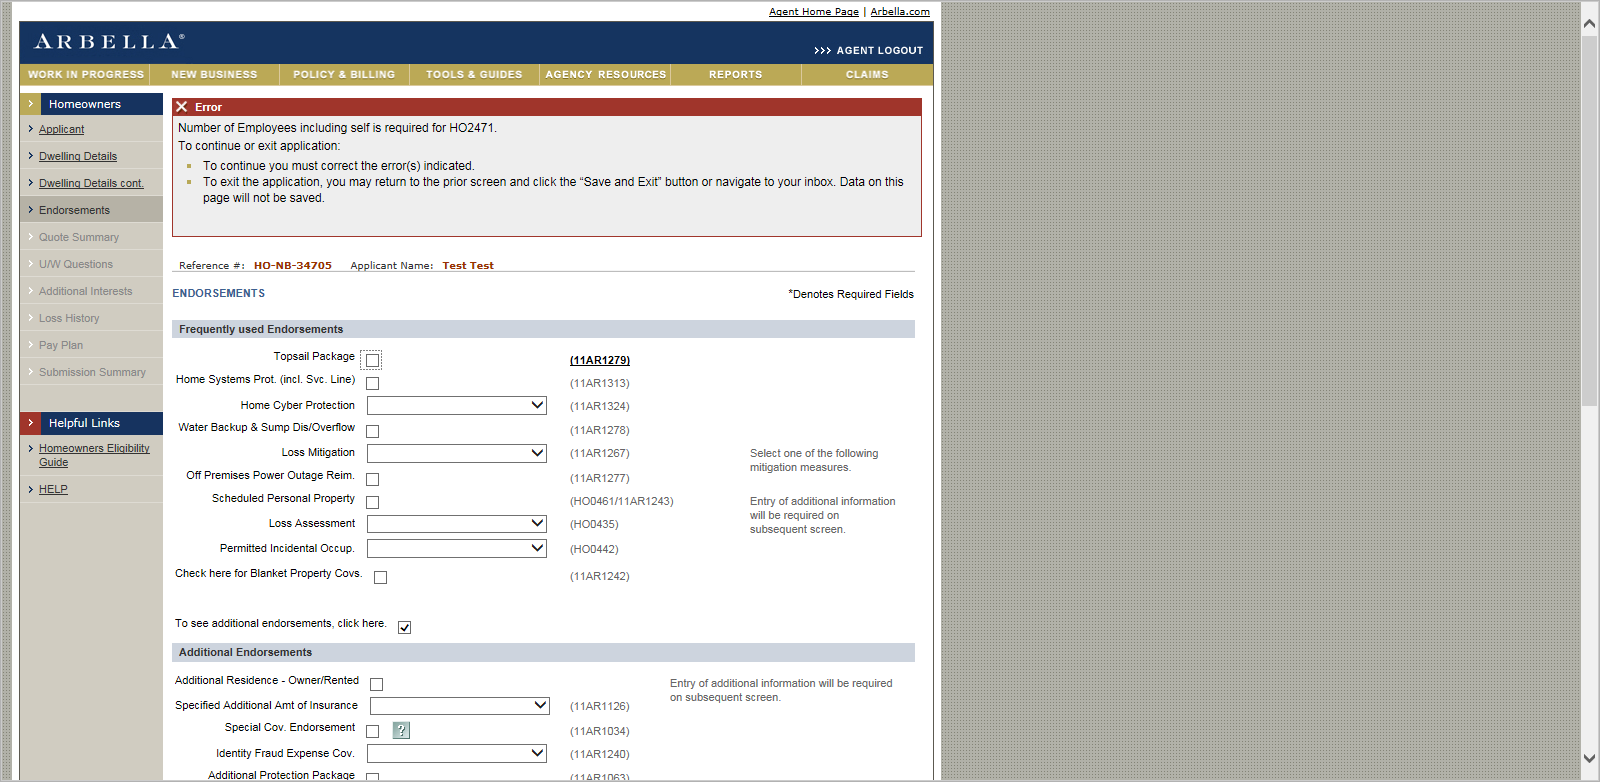 Agent Home Page | Arbella.com
ARBELLA®
>>> AGENT LOGOUT
WORK IN PROGRESS NEW BUSINESS POLICY & BILLING TOOLS & GUIDES AGENCY RESOURCES REPORTS CLAIMS
Homeowners
Applicant
Dwelling Details
Dwelling Details cont.
Endorsements
Quote Summary
U/W Questions
Additional Interests
Loss History
Pay Plan
Submission Summary
Helpful Links
Homeowners Eligibility
Guide
HELP
Error
Number of Employees including self is required for HO2471.
To continue or exit application:
To continue you must correct the error(s) indicated.
To exit the application, you may return to the prior screen and click the “Save and Exit” button or navigate to your inbox. Data on this
page will not be saved.
Reference #: HO-NB-34705 Applicant Name: Test Test
ENDORSEMENTS
*Denotes Required Fields
Frequently used Endorsements
Topsail Package (11AR1279)
Home Systems Prot. (incl. Svc. Line) (11AR1313)
Home Cyber Protection (11AR1324)
Water Backup & Sump Dis/Overflow (11AR1278)
Loss Mitigation (11AR1267) Select one of the following
mitigation measures.
Off Premises Power Outage Reim. (11AR1277)
Scheduled Personal Property (HO0461/11AR1243) Entry of additional information
will be required on
subsequent screen.
Loss Assessment (HO0435)
Permitted Incidental Occup. (HO0442)
Check here for Blanket Property Covs. (11AR1242)
To see additional endorsements, click here.
Additional Endorsements
Additional Residence - Owner/Rented Entry of additional information will be required
on subsequent screen.
Specified Additional Amt of Insurance (11AR1126)
Special Cov. Endorsement ? (11AR1034)
Identity Fraud Expense Cov. (11AR1240)
Additional Protection Package (11AR1063)